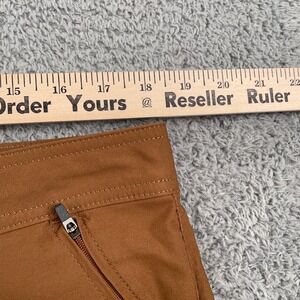 15 16 17 18 19 20 21 22
Order Yours @ Reseller Ruler